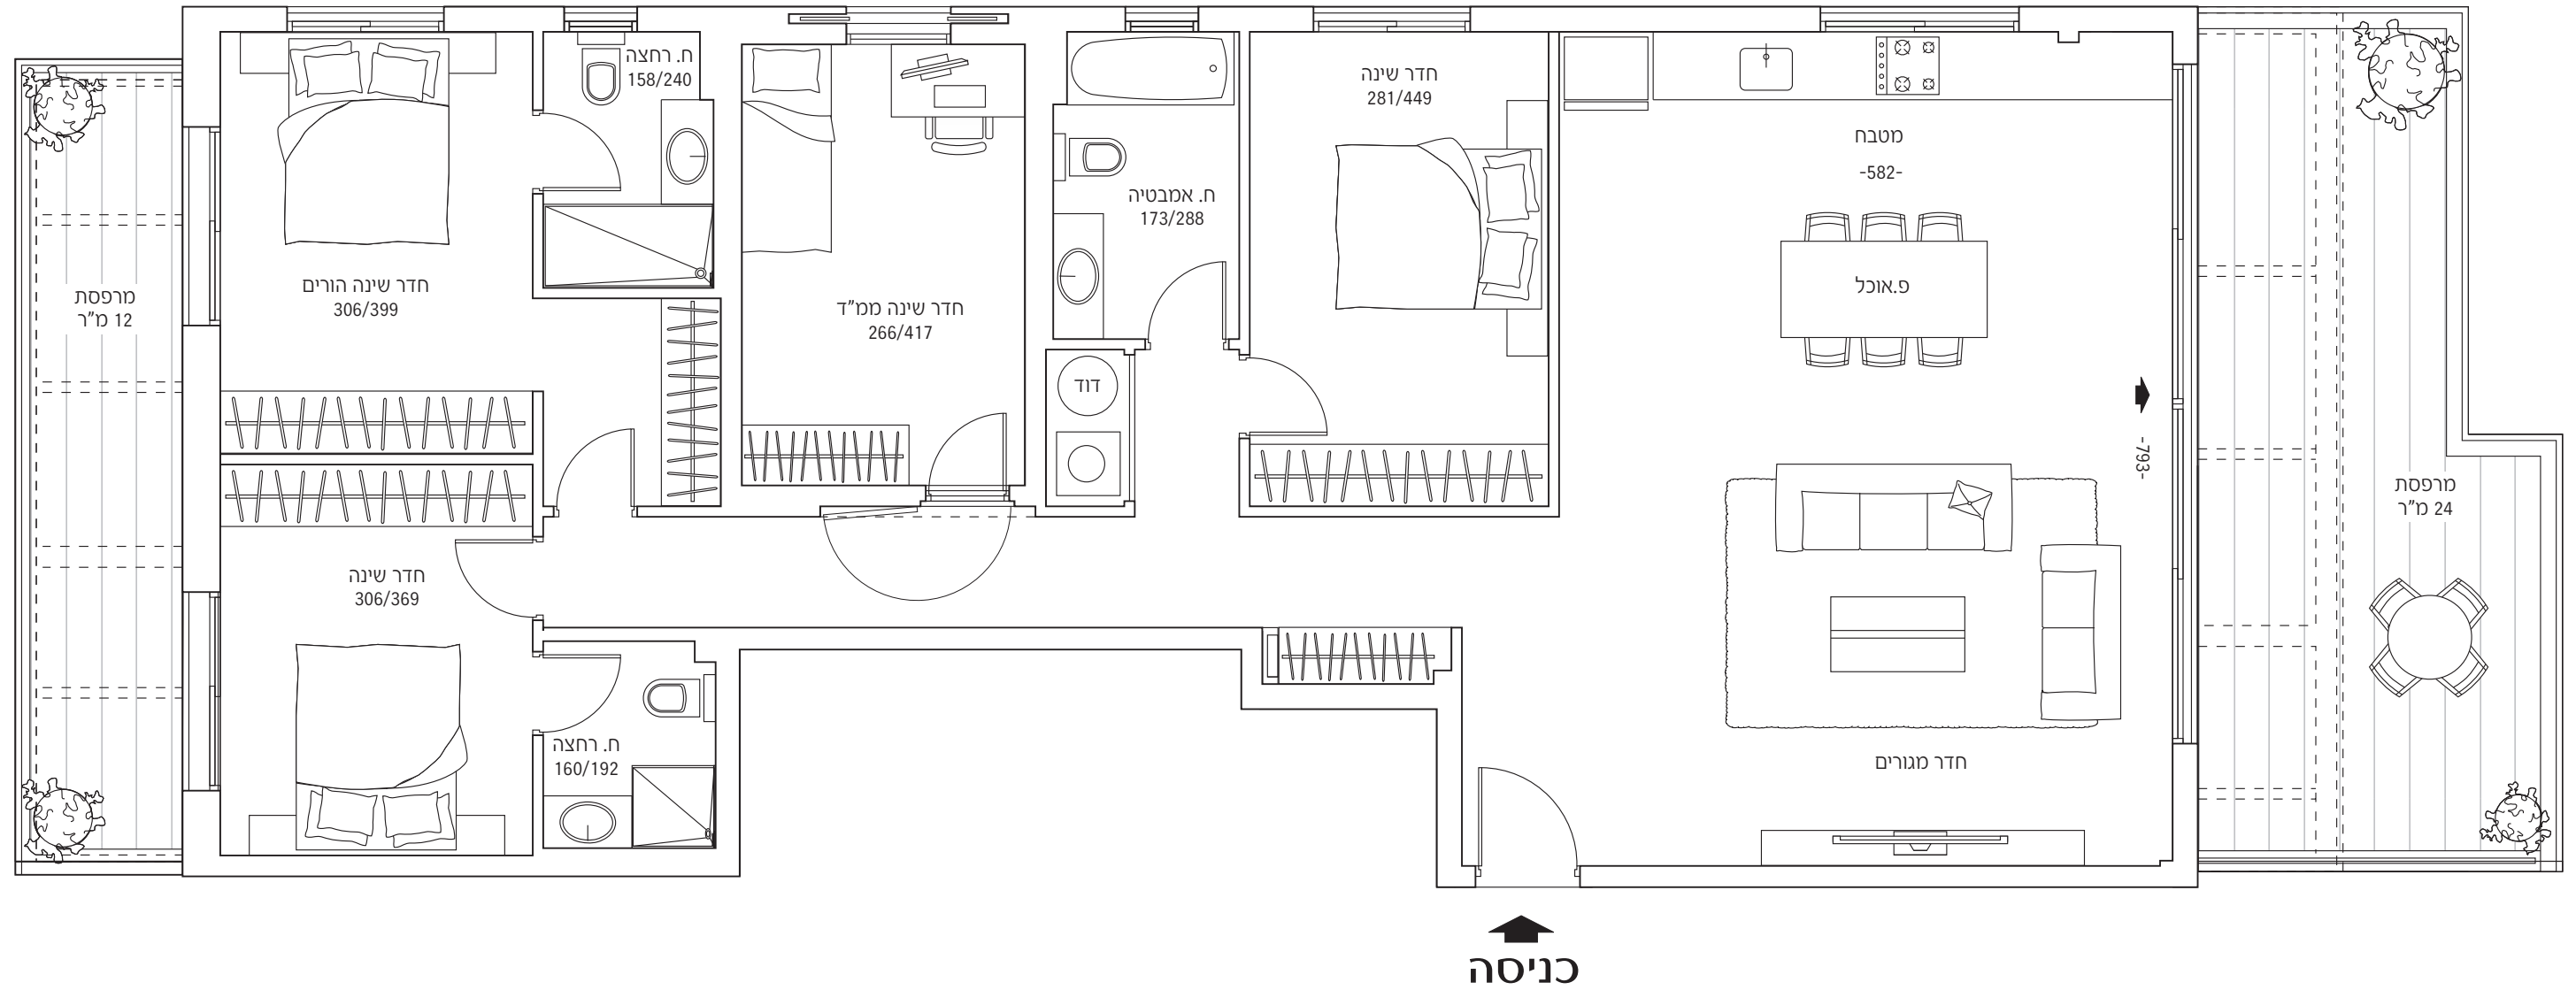 ח. רחצה
158/240
חדר שינה
281/449
מטבח
-582-
ח. אמבטיה
173/288
חדר שינה הורים
306/399
מרפסת
12 מ"ר
חדר שינה ממ"ד
266/417
פ.אוכל
דוד
-793-
מרפסת
24 מ"ר
חדר שינה
306/369
ח. רחצה
160/192
חדר מגורים
כניסה